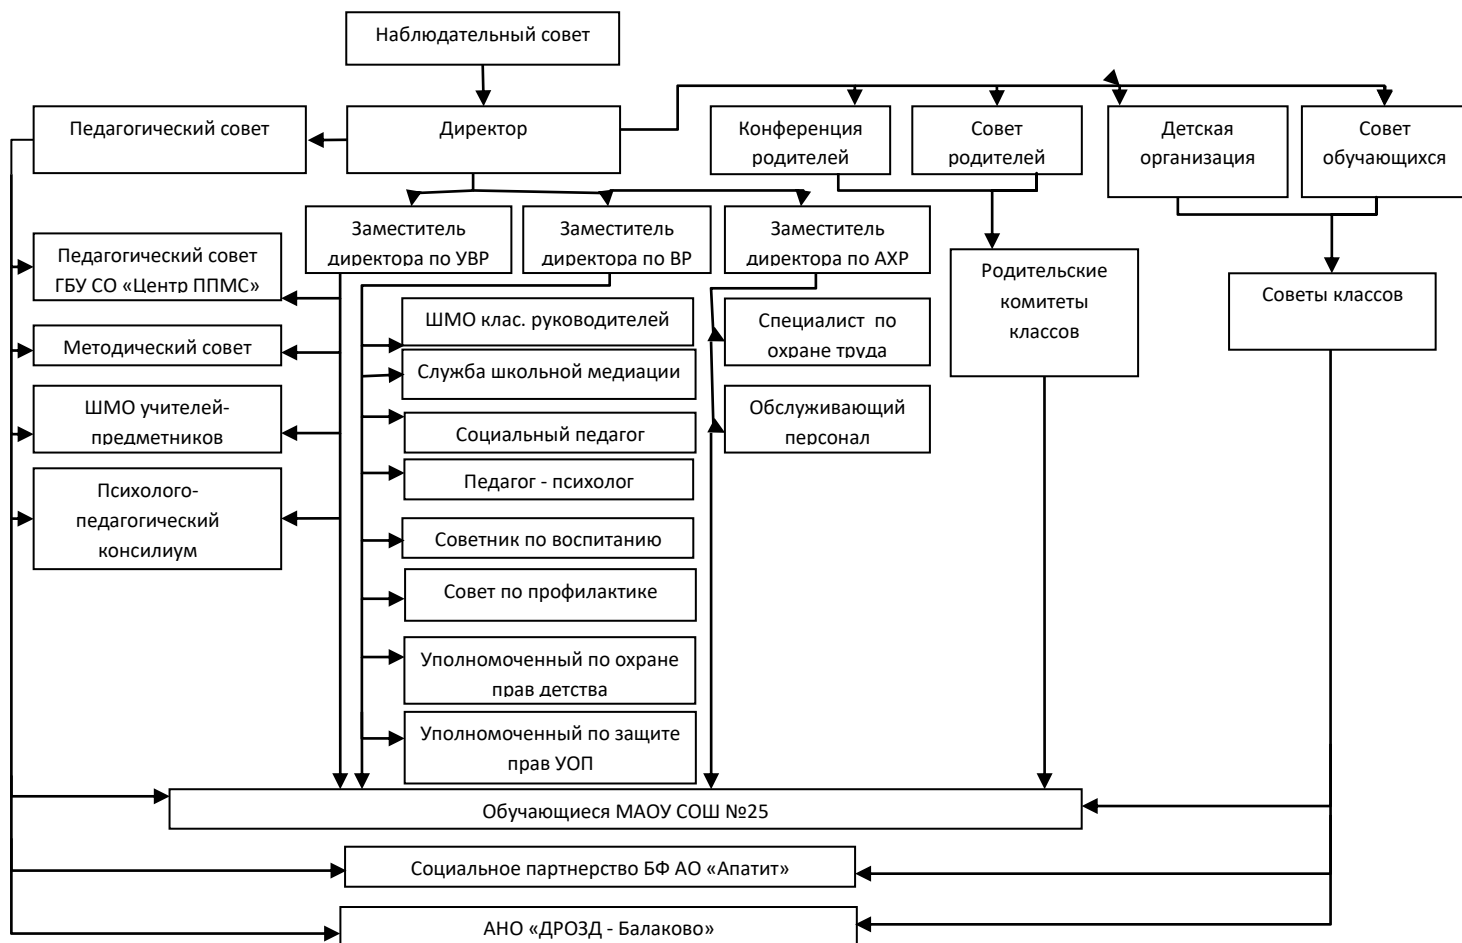 Наблюдательный совет
Педагогический совет
Директор
Конференция
родителей
Совет
родителей
Детская
организация
Совет
обучающихся
Заместитель
директора по УВР
Заместитель
директора по ВР
Заместитель
директора по АХР
Педагогический совет
ГБУ СО «Центр ППМС»
Методический совет
ШМО учителей-
предметников
Психолого-
педагогический
консилиум
ШМО клас. руководителей
Служба школьной медиации
Социальный педагог
Педагог - психолог
Советник по воспитанию
Совет по профилактике
Уполномоченный по охране
прав детства
Уполномоченный по защите
прав УОП
Специалист по
охране труда
Обслуживающий
персонал
Родительские
комитеты
классов
Советы классов
Обучающиеся МАОУ СОШ №25
Социальное партнерство БФ АО «Апатит»
АНО «ДРОЗД - Балаково»